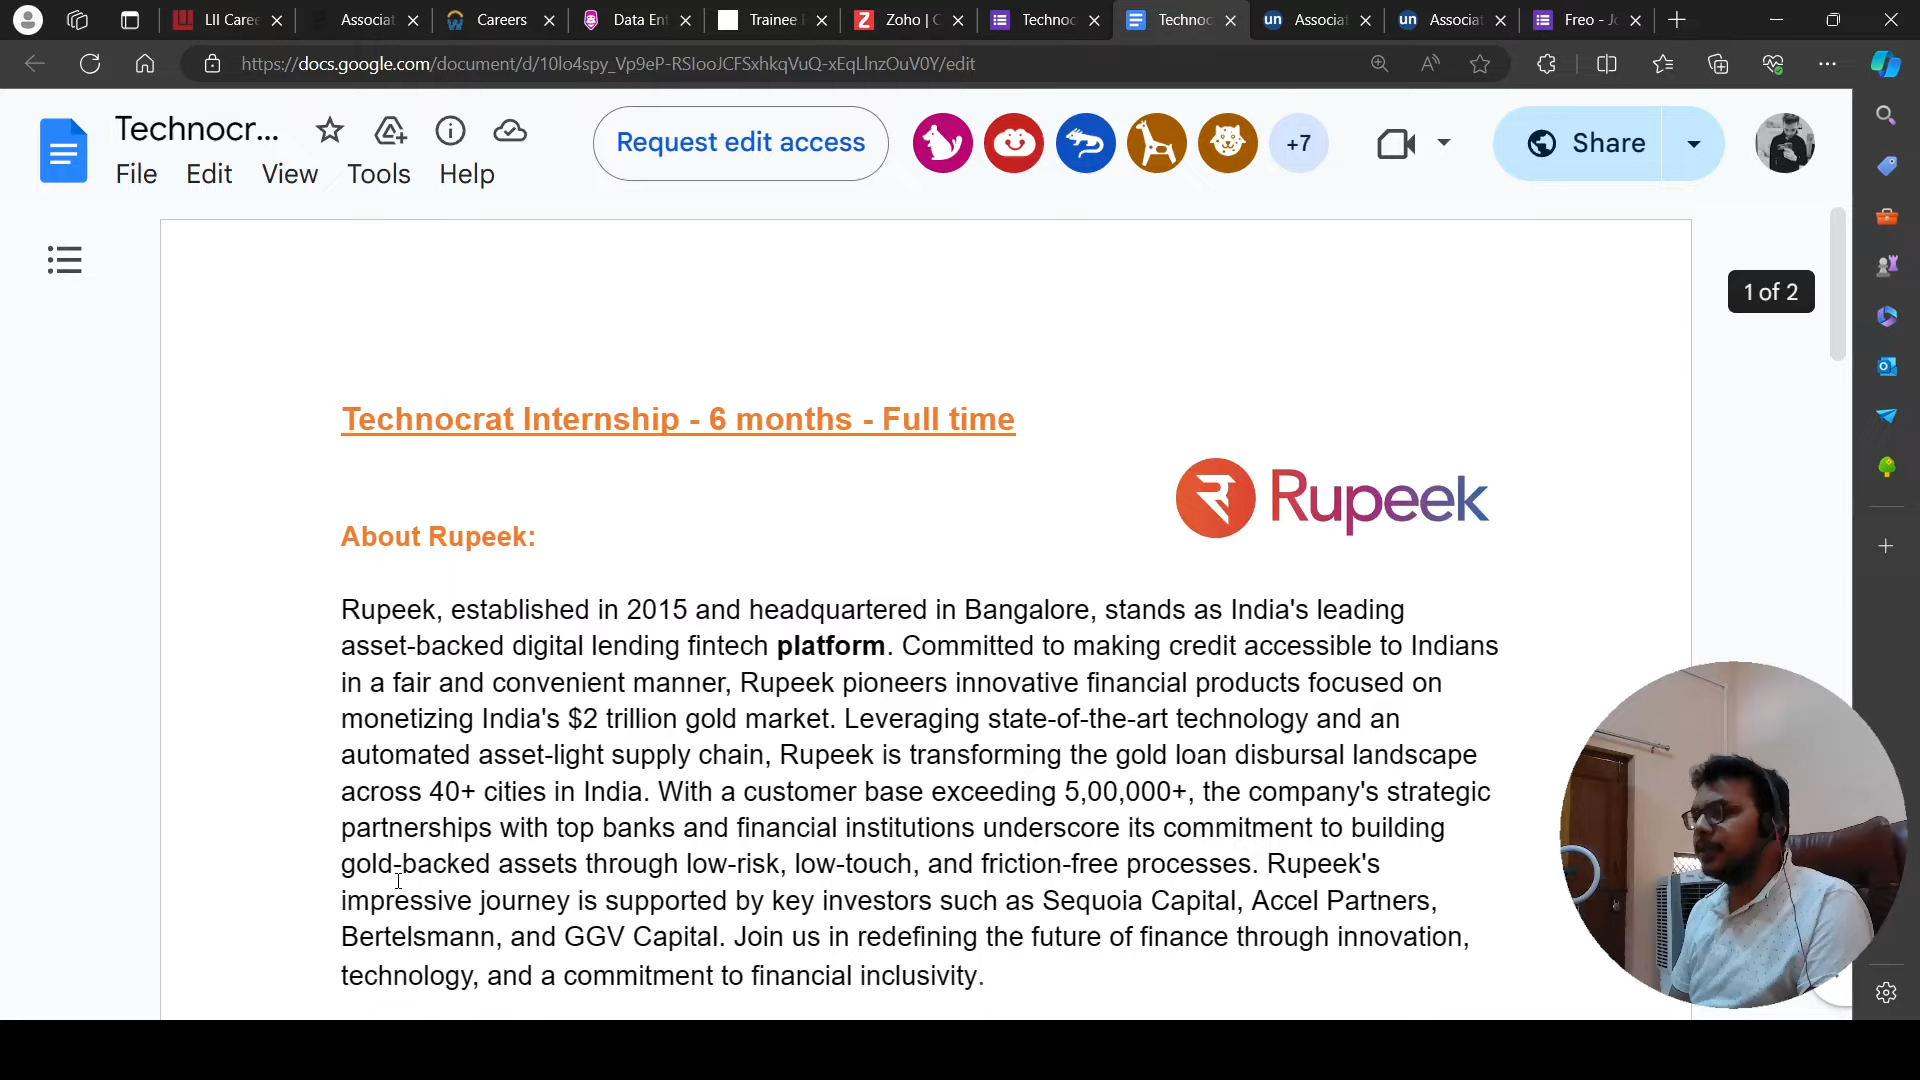 LII Caree
Associat
Careers
Data Ent
Trainee
Zoho | C
Technoc
Technoc
Associat
Associat
Freo - Jo
https://docs.google.com/document/d/10lo4spy_Vp9eP-RSIooJCFSxhkqVuQ-xEqLlnzOuV0Y/edit
Technocr...
Request edit access
+7
Share
File Edit View Tools Help
1 of 2
Technocrat Internship - 6 months - Full time
Rupeek
About Rupeek:
Rupeek, established in 2015 and headquartered in Bangalore, stands as India's leading
asset-backed digital lending fintech platform. Committed to making credit accessible to Indians
in a fair and convenient manner, Rupeek pioneers innovative financial products focused on
monetizing India's $2 trillion gold market. Leveraging state-of-the-art technology and an
automated asset-light supply chain, Rupeek is transforming the gold loan disbursal landscape
across 40+ cities in India. With a customer base exceeding 5,00,000+, the company's strategic
partnerships with top banks and financial institutions underscore its commitment to building
gold-backed assets through low-risk, low-touch, and friction-free processes. Rupeek's
impressive journey is supported by key investors such as Sequoia Capital, Accel Partners,
Bertelsmann, and GGV Capital. Join us in redefining the future of finance through innovation,
technology, and a commitment to financial inclusivity.